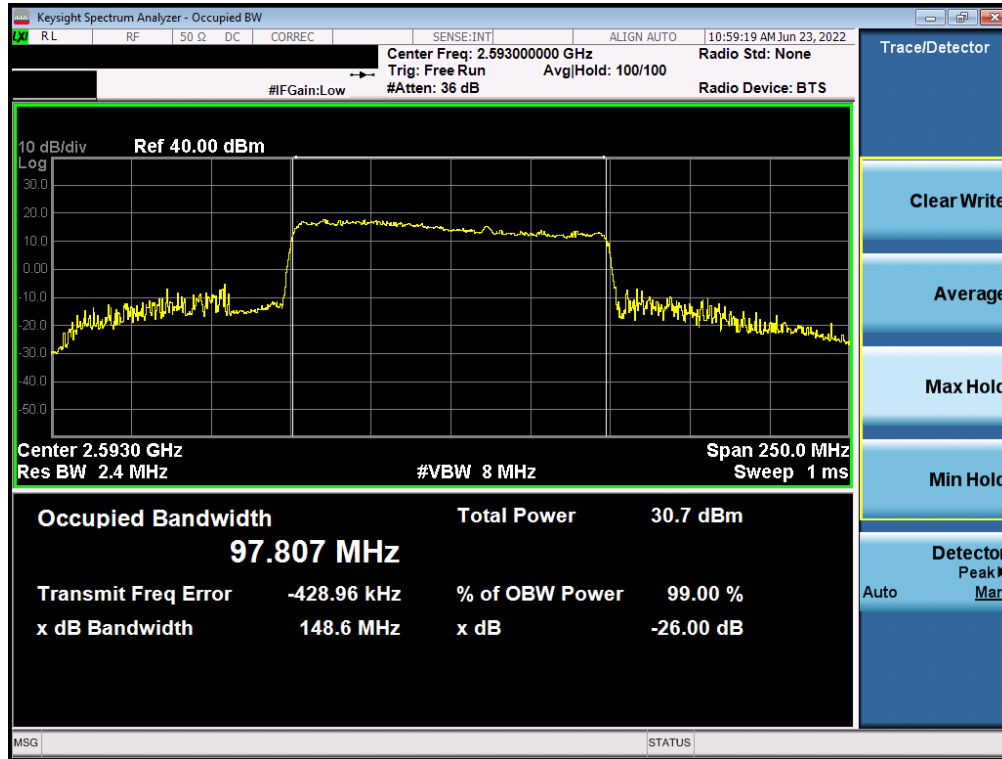 Keysight Spectrum Analyzer - Occupied BW
LXI RL RF 50 Ω DC CORREC SENSE:INT ALIGN AUTO 10:59:19 AM Jun 23, 2022
Center Freq: 2.593000000 GHz Radio Std: None
Trig: Free Run Avg|Hold: 100/100
#IFGain:Low #Atten: 36 dB Radio Device: BTS
10 dB/div Ref 40.00 dBm
Log
30.0
20.0
10.0
0.00
-10.0
-20.0
-30.0
-40.0
-50.0
Center 2.5930 GHz Span 250.0 MHz
Res BW 2.4 MHz #VBW 8 MHz Sweep 1 ms
Occupied Bandwidth Total Power 30.7 dBm
97.807 MHz
Transmit Freq Error -428.96 kHz % of OBW Power 99.00 %
x dB Bandwidth 148.6 MHz x dB -26.00 dB
MSG STATUS
Trace/Detector
Clear Write
Average
Max Hold
Min Hold
Detector
Peak
Auto Man